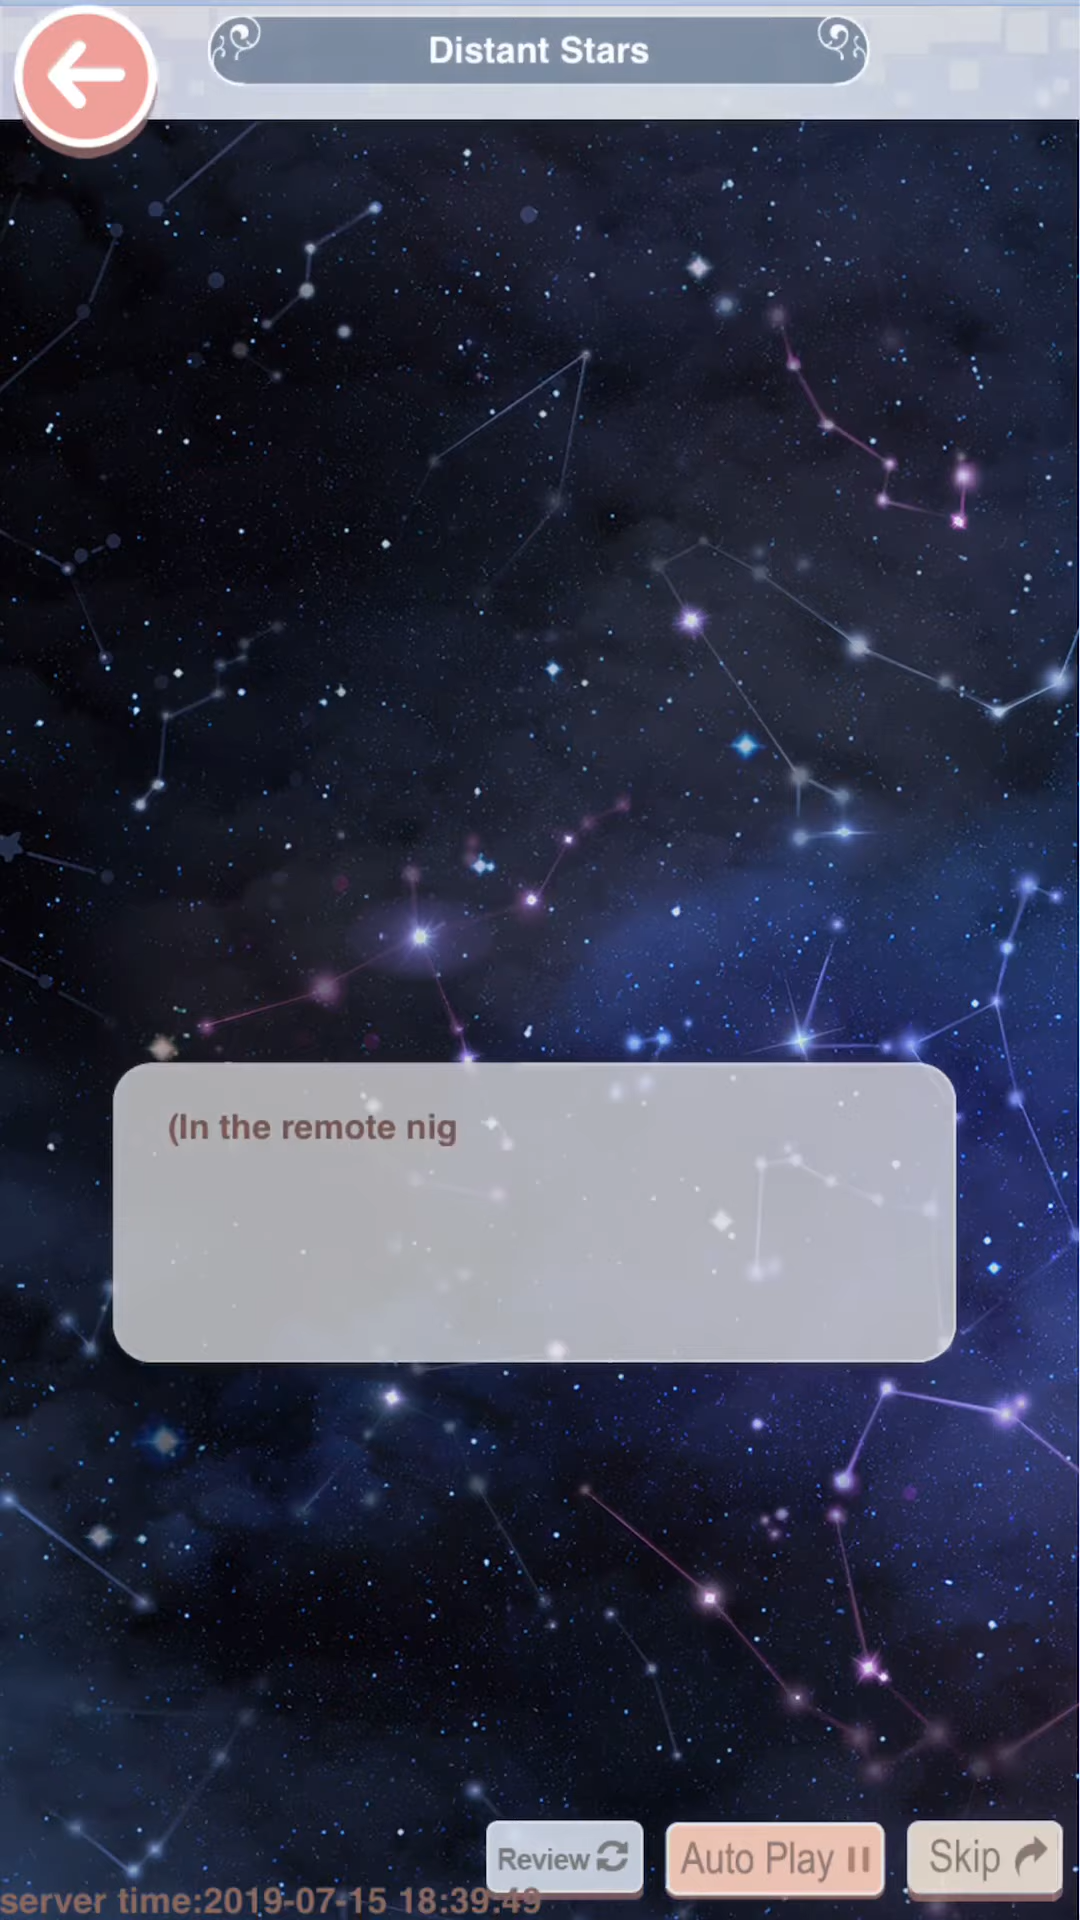 Distant Stars
(In the remote nig
Review
Auto Play
Skip
server time:2019-07-15 18:39:49